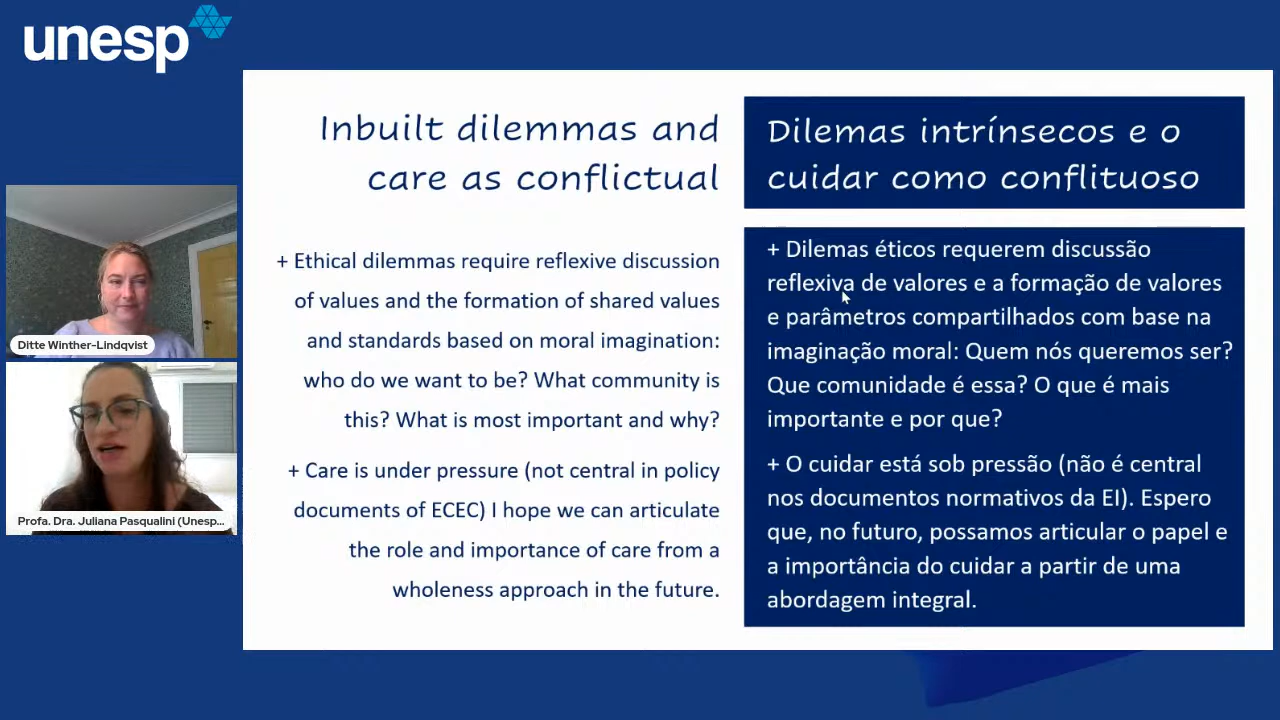 unesp
Ditte Winther-Lindqvist
Profa. Dra. Juliana Pasqualini (Unesp...
Inbuilt dilemmas and
care as conflictual
+ Ethical dilemmas require reflexive discussion
of values and the formation of shared values
and standards based on moral imagination:
who do we want to be? What community is
this? What is most important and why?
+ Care is under pressure (not central in policy
documents of ECEC) I hope we can articulate
the role and importance of care from a
wholeness approach in the future.
Dilemas intrínsecos e o
cuidar como conflituoso
+ Dilemas éticos requerem discussão
reflexiva de valores e a formação de valores
e parâmetros compartilhados com base na
imaginação moral: Quem nós queremos ser?
Que comunidade é essa? O que é mais
importante e por que?
+ O cuidar está sob pressão (não é central
nos documentos normativos da EI). Espero
que, no futuro, possamos articular o papel e
a importância do cuidar a partir de uma
abordagem integral.